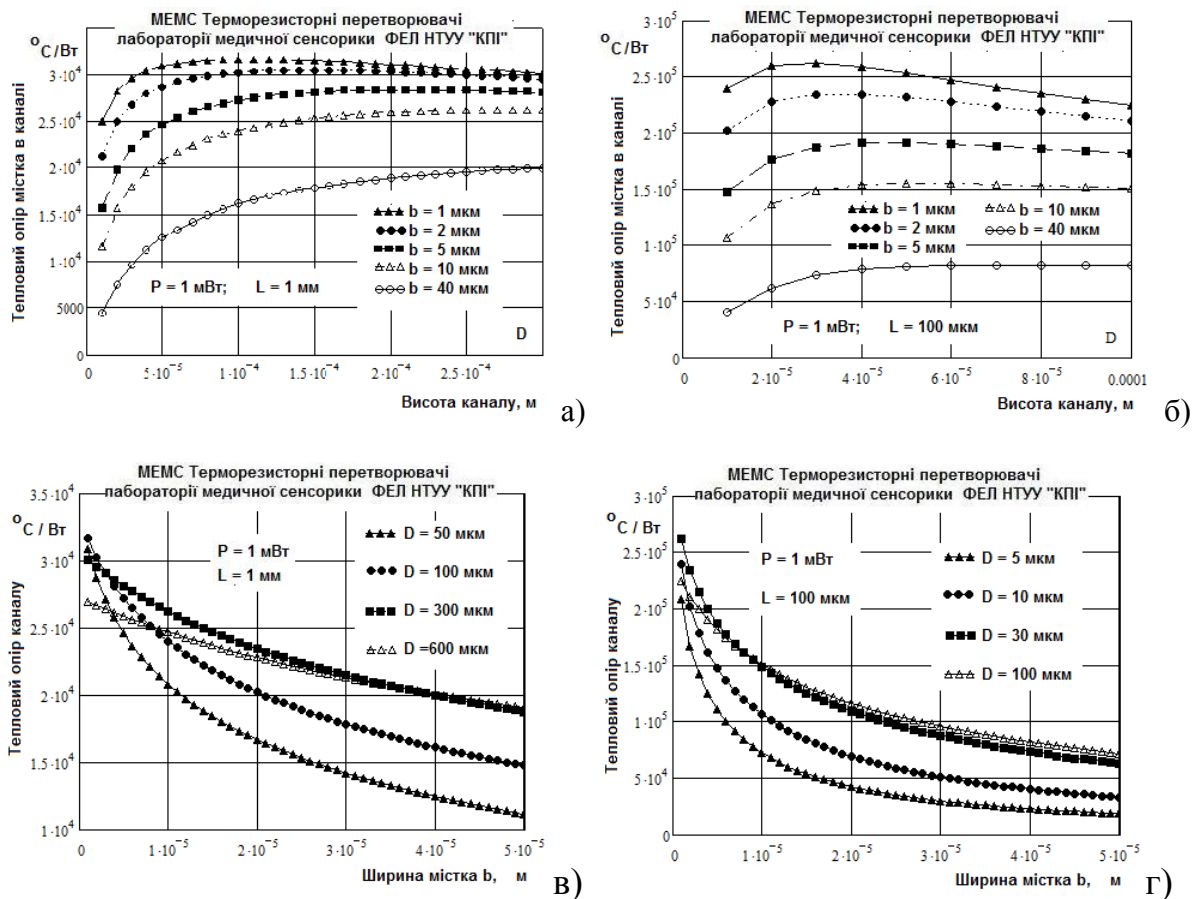 МЕМС Терморезисторні перетворювачі
лабораторії медичної сенсорики ФЕЛ НТУУ "КПІ"
°С/Вт
Тепловий опір містка в каналі
3·10⁴
2.5·10⁴
2·10⁴
1.5·10⁴
1·10⁴
5000
0
b = 1 мкм
b = 2 мкм
b = 5 мкм
b = 10 мкм
b = 40 мкм
P = 1 мВт; L = 1 мм
D
0 5·10⁻⁵ 1·10⁻⁴ 1.5·10⁻⁴ 2·10⁻⁴ 2.5·10⁻⁴
Висота каналу, м
а)
МЕМС Терморезисторні перетворювачі
лабораторії медичної сенсорики ФЕЛ НТУУ "КПІ"
°С/Вт
Тепловий опір містка в каналі
3·10⁵
2.5·10⁵
2·10⁵
1.5·10⁵
1·10⁵
5·10⁴
0
b = 1 мкм
b = 2 мкм
b = 5 мкм
b = 10 мкм
b = 40 мкм
P = 1 мВт; L = 100 мкм
D
0 2·10⁻⁵ 4·10⁻⁵ 6·10⁻⁵ 8·10⁻⁵ 0.0001
Висота каналу, м
б)
МЕМС Терморезисторні перетворювачі
лабораторії медичної сенсорики ФЕЛ НТУУ "КПІ"
°С / Вт
Тепловий опір каналу
3.5·10⁴
3·10⁴
2.5·10⁴
2·10⁴
1.5·10⁴
1·10⁴
P = 1 мВт
L = 1 мм
D = 50 мкм
D = 100 мкм
D = 300 мкм
D =600 мкм
0 1·10⁻⁵ 2·10⁻⁵ 3·10⁻⁵ 4·10⁻⁵ 5·10⁻⁵
Ширина містка b, м
в)
МЕМС Терморезисторні перетворювачі
лабораторії медичної сенсорики ФЕЛ НТУУ "КПІ"
°С / Вт
Тепловий опір каналу
3·10⁵
2.5·10⁵
2·10⁵
1.5·10⁵
1·10⁵
5·10⁴
0
P = 1 мВт
L = 100 мкм
D = 5 мкм
D = 10 мкм
D = 30 мкм
D = 100 мкм
0 1·10⁻⁵ 2·10⁻⁵ 3·10⁻⁵ 4·10⁻⁵ 5·10⁻⁵
Ширина містка b, м
г)